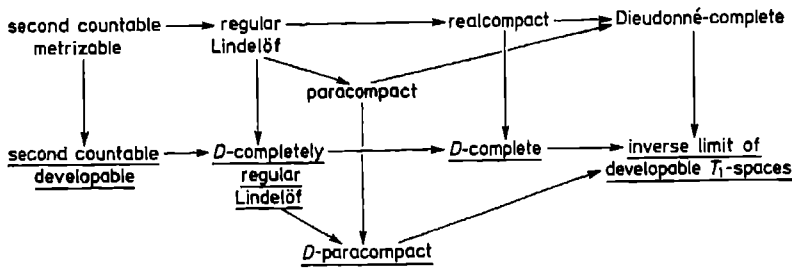 second countable
metrizable
regular
Lindelöf
realcompact
Dieudonné-complete
paracompact
second countable
developable
D-completely
regular
Lindelöf
D-complete
inverse limit of
developable T₁-spaces
D-paracompact